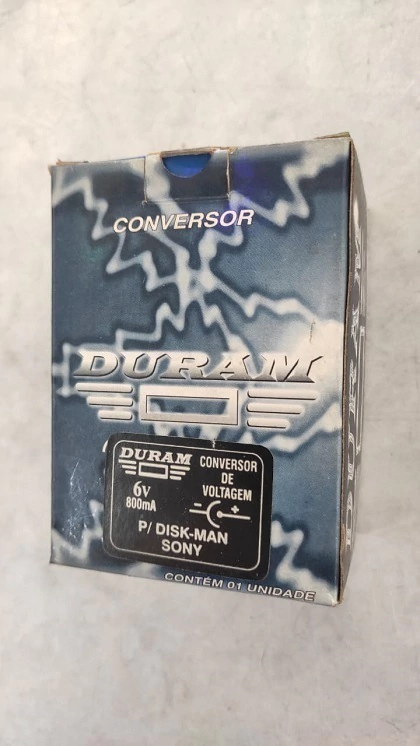 CONVERSOR
DURAM
DURAM
CONVERSOR
DE
VOLTAGEM
6V
800mA
- +
P/ DISK-MAN
SONY
CONTÉM 01 UNIDADE